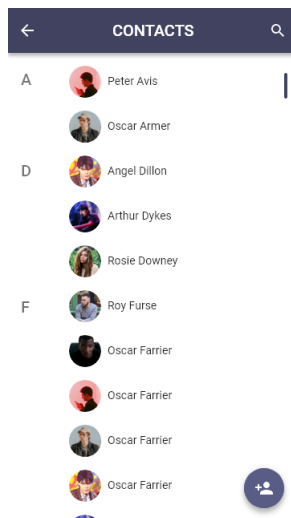 CONTACTS
A
Peter Avis
Oscar Armer
D
Angel Dillon
Arthur Dykes
Rosie Downey
F
Roy Furse
Oscar Farrier
Oscar Farrier
Oscar Farrier
Oscar Farrier